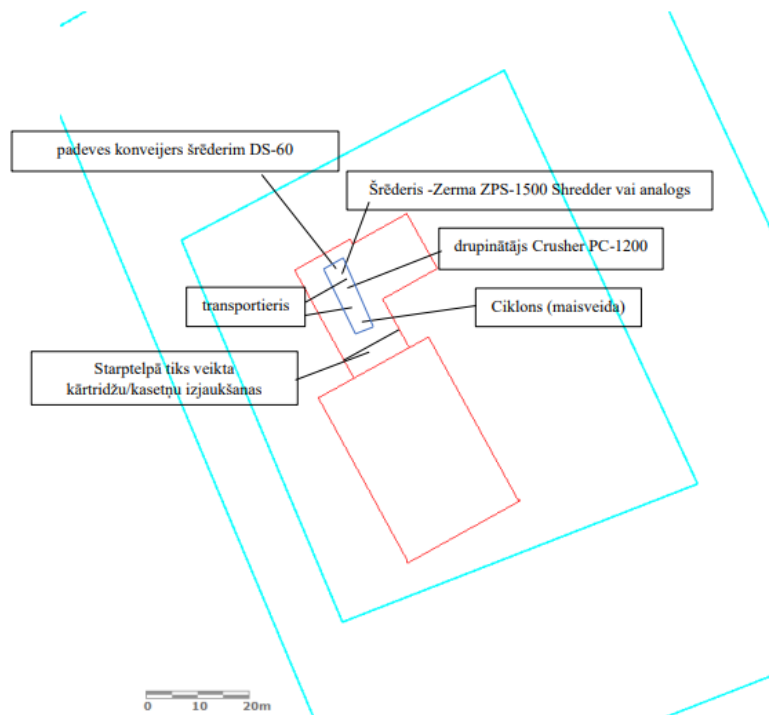 padeves konveijers šrēderim DS-60
Šrēderis -Zerma ZPS-1500 Shredder vai analogs
drupinātājs Crusher PC-1200
transportieris
Ciklons (maisveida)
Starptelpā tiks veikta
kārtridžu/kasetņu izjaukšanas
0 10 20m